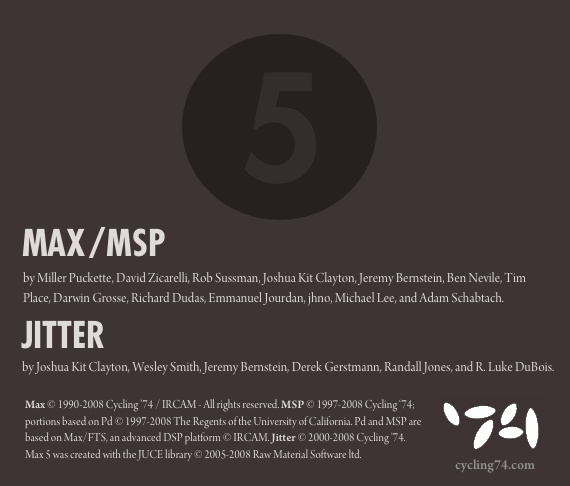 5
MAX/MSP
by Miller Puckette, David Zicarelli, Rob Sussman, Joshua Kit Clayton, Jeremy Bernstein, Ben Nevile, Tim
Place, Darwin Grosse, Richard Dudas, Emmanuel Jourdan, jhno, Michael Lee, and Adam Schabtach.
JITTER
by Joshua Kit Clayton, Wesley Smith, Jeremy Bernstein, Derek Gerstmann, Randall Jones, and R. Luke DuBois.
Max © 1990-2008 Cycling '74 / IRCAM - All rights reserved. MSP © 1997-2008 Cycling '74;
portions based on Pd © 1997-2008 The Regents of the University of California. Pd and MSP are
based on Max/FTS, an advanced DSP platform © IRCAM. Jitter © 2000-2008 Cycling '74.
Max 5 was created with the JUCE library © 2005-2008 Raw Material Software ltd.
'74
cycling74.com